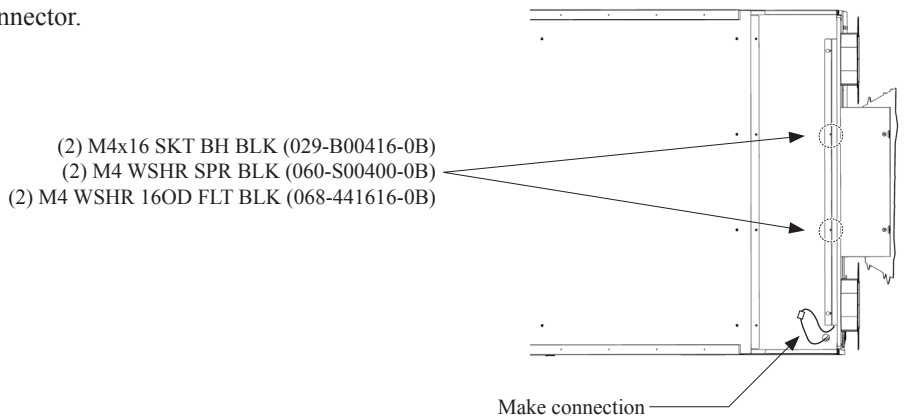 nnector.
(2) M4x16 SKT BH BLK (029-B00416-0B)
(2) M4 WSHR SPR BLK (060-S00400-0B)
(2) M4 WSHR 16OD FLT BLK (068-441616-0B)
Make connection